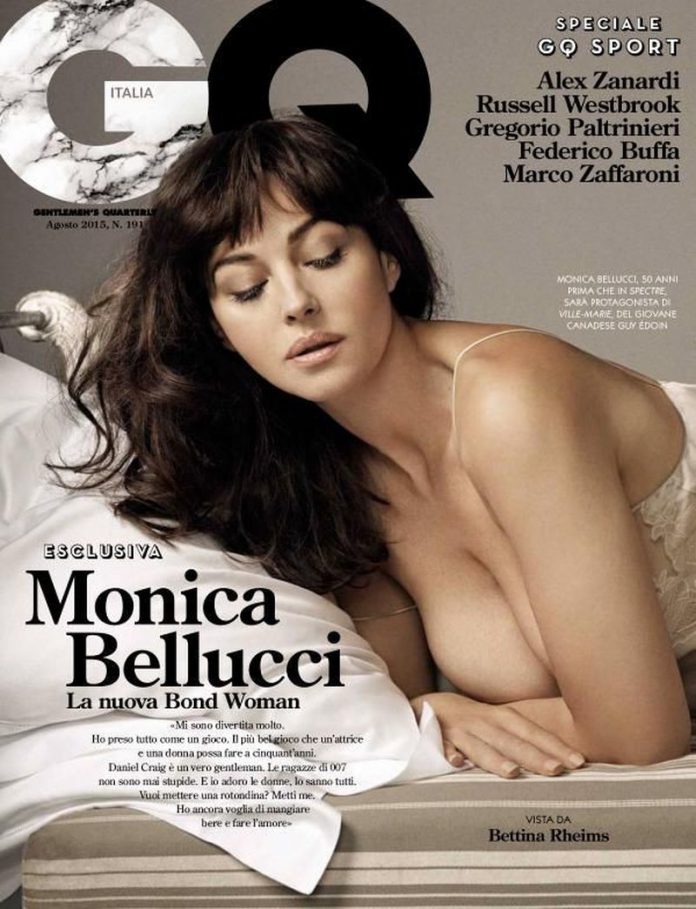 GQ
ITALIA
GENTLEMEN'S QUARTERLY
Agosto 2015, N. 191
SPECIALE
GQ SPORT
Alex Zanardi
Russell Westbrook
Gregorio Paltrinieri
Federico Buffa
Marco Zaffaroni
MONICA BELLUCCI, 50 ANNI
PRIMA CHE IN SPECTRE,
SARÀ PROTAGONISTA DI
VILLE-MARIE, DEL GIOVANE
CANADESE GUY ÉDOIN
ESCLUSIVA
Monica
Bellucci
La nuova Bond Woman
«Mi sono divertita molto.
Ho preso tutto come un gioco. Il più bel gioco che un'attrice
e una donna possa fare a cinquant'anni.
Daniel Craig è un vero gentleman. Le ragazze di 007
non sono mai stupide. E io adoro le donne, lo sanno tutti.
Vuoi mettere una rotondina? Metti me.
Ho ancora voglia di mangiare
bere e fare l'amore»
VISTA DA
Bettina Rheims